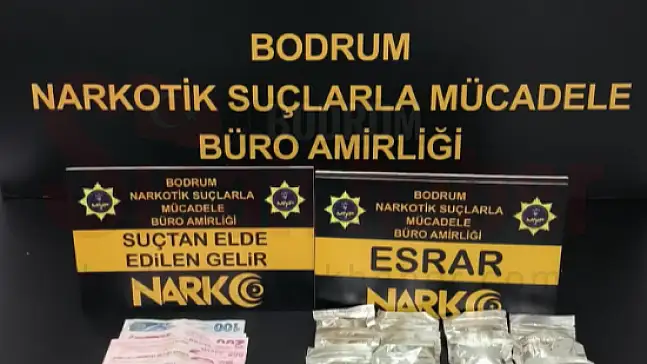 BODRUM
NARKOTİK SUÇLARLA MÜCADELE
BÜRO AMİRLİĞİ
BODRUM
NARKOTİK SUÇLARLA
MÜCADELE
BÜRO AMİRLİĞİ
SUÇTAN ELDE
EDİLEN GELİR
NARKO
BODRUM
NARKOTİK SUÇLARLA
MÜCADELE
BÜRO AMİRLİĞİ
ESRAR
NARKO
100
200